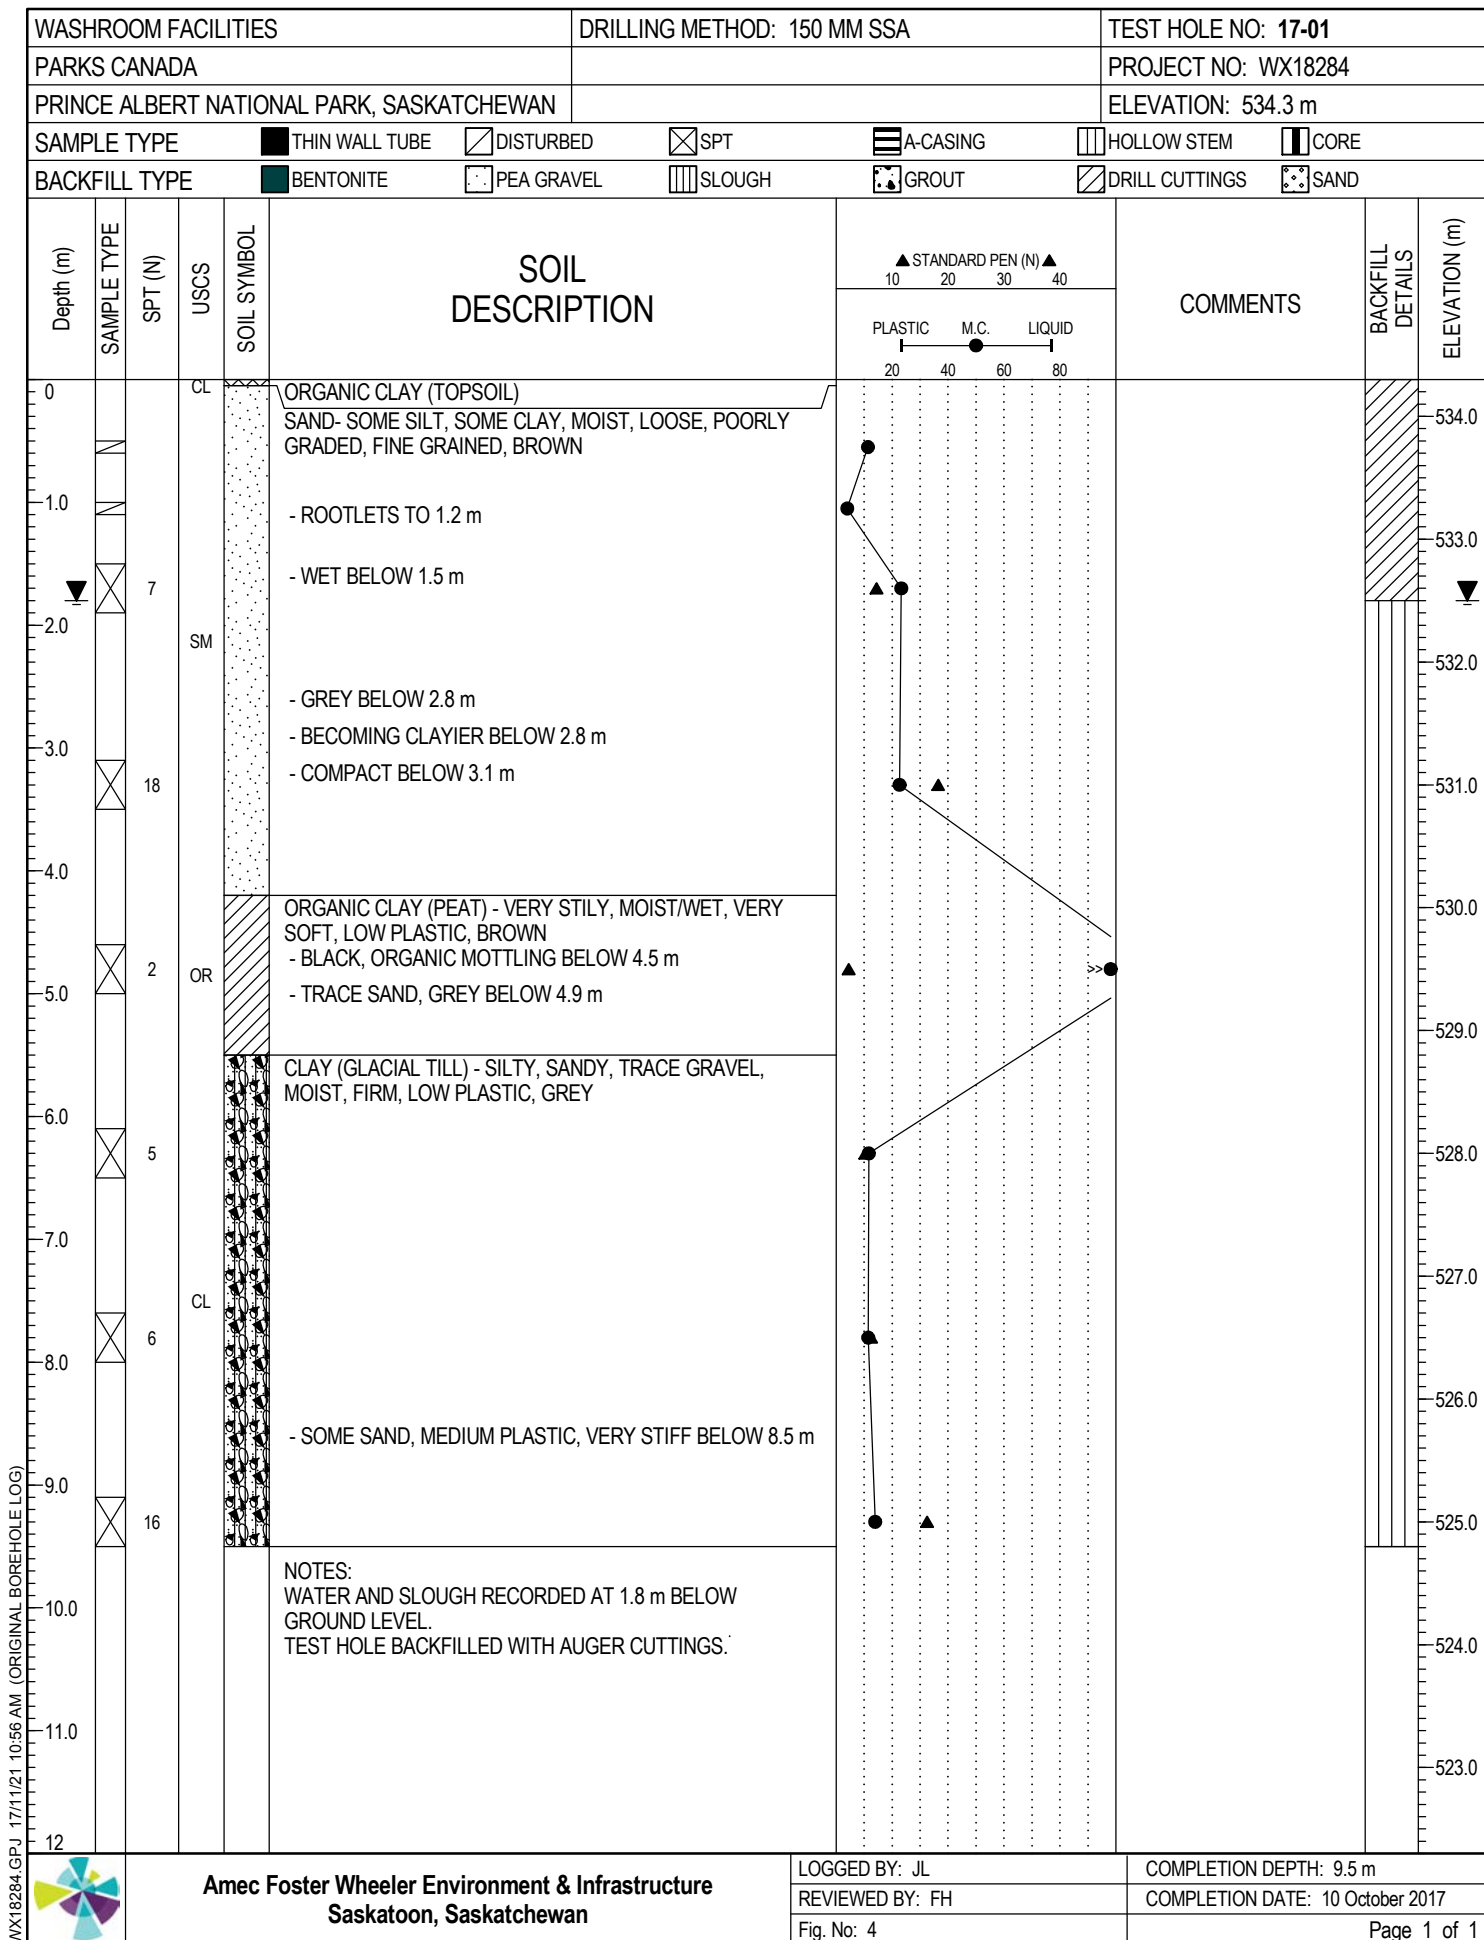 WASHROOM FACILITIES DRILLING METHOD: 150 MM SSA TEST HOLE NO: 17-01
PARKS CANADA PROJECT NO: WX18284
PRINCE ALBERT NATIONAL PARK, SASKATCHEWAN ELEVATION: 534.3 m
SAMPLE TYPE THIN WALL TUBE DISTURBED SPT A-CASING HOLLOW STEM CORE
BACKFILL TYPE BENTONITE PEA GRAVEL SLOUGH GROUT DRILL CUTTINGS SAND
Depth (m)
SAMPLE TYPE
SPT (N)
USCS
SOIL SYMBOL
SOIL
DESCRIPTION
▲ STANDARD PEN (N) ▲
10 20 30 40
PLASTIC M.C. LIQUID
20 40 60 80
COMMENTS
BACKFILL
DETAILS
ELEVATION (m)
0 CL ORGANIC CLAY (TOPSOIL)
SAND- SOME SILT, SOME CLAY, MOIST, LOOSE, POORLY 534.0
GRADED, FINE GRAINED, BROWN
1.0 - ROOTLETS TO 1.2 m
533.0
7 - WET BELOW 1.5 m
2.0 SM
532.0
- GREY BELOW 2.8 m
- BECOMING CLAYIER BELOW 2.8 m
3.0
- COMPACT BELOW 3.1 m
18 531.0
4.0
ORGANIC CLAY (PEAT) - VERY STILY, MOIST/WET, VERY 530.0
SOFT, LOW PLASTIC, BROWN
- BLACK, ORGANIC MOTTLING BELOW 4.5 m
2 OR >>
5.0 - TRACE SAND, GREY BELOW 4.9 m
529.0
CLAY (GLACIAL TILL) - SILTY, SANDY, TRACE GRAVEL,
MOIST, FIRM, LOW PLASTIC, GREY
6.0
5 528.0
7.0
527.0
CL
6
8.0
526.0
- SOME SAND, MEDIUM PLASTIC, VERY STIFF BELOW 8.5 m
9.0
16 525.0
NOTES:
WATER AND SLOUGH RECORDED AT 1.8 m BELOW
10.0
GROUND LEVEL.
TEST HOLE BACKFILLED WITH AUGER CUTTINGS. 524.0
11.0
523.0
12
WX18284.GPJ 17/11/21 10:56 AM (ORIGINAL BOREHOLE LOG)
Amec Foster Wheeler Environment & Infrastructure
Saskatoon, Saskatchewan
LOGGED BY: JL COMPLETION DEPTH: 9.5 m
REVIEWED BY: FH COMPLETION DATE: 10 October 2017
Fig. No: 4 Page 1 of 1